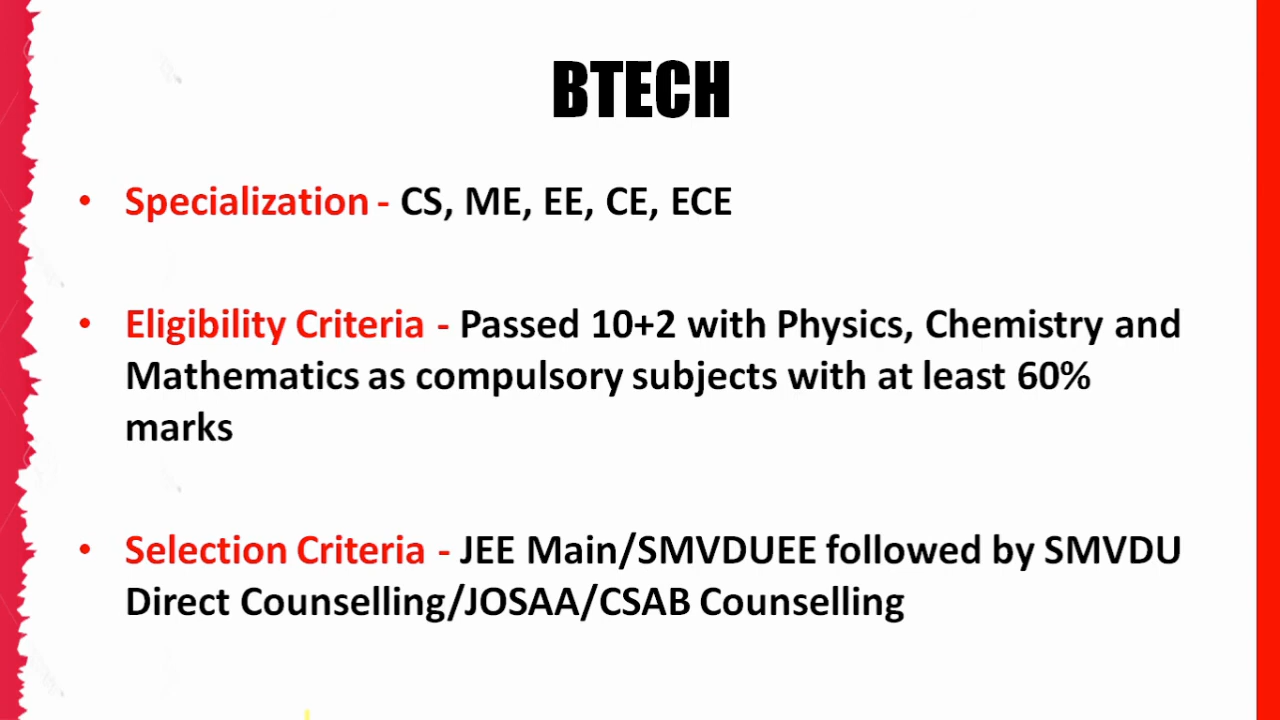 BTECH
• Specialization - CS, ME, EE, CE, ECE
• Eligibility Criteria - Passed 10+2 with Physics, Chemistry and
Mathematics as compulsory subjects with at least 60%
marks
• Selection Criteria - JEE Main/SMVDUEE followed by SMVDU
Direct Counselling/JOSAA/CSAB Counselling